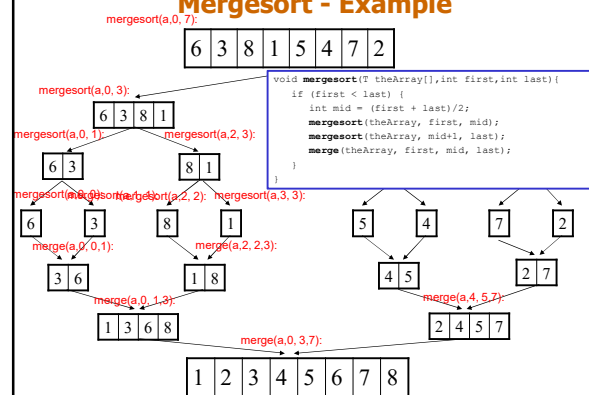 Mergesort - Example
mergesort(a,0, 7):
6 3 8 1 5 4 7 2
void mergesort(T theArray[],int first,int last){
if (first < last) {
int mid = (first + last)/2;
mergesort(theArray, first, mid);
mergesort(theArray, mid+1, last);
merge(theArray, first, mid, last);
}
}
mergesort(a,0, 3):
6 3 8 1
mergesort(a,0, 1): mergesort(a,2, 3):
6 3 8 1
mergesort(a,0, 0): mergesort(a,1, 1): mergesort(a,2, 2): mergesort(a,3, 3):
6 3 8 1 5 4 7 2
merge(a,0, 0,1): merge(a,2, 2,3):
3 6 1 8 4 5 2 7
merge(a,0, 1,3): merge(a,4, 5,7):
1 3 6 8 2 4 5 7
merge(a,0, 3,7):
1 2 3 4 5 6 7 8